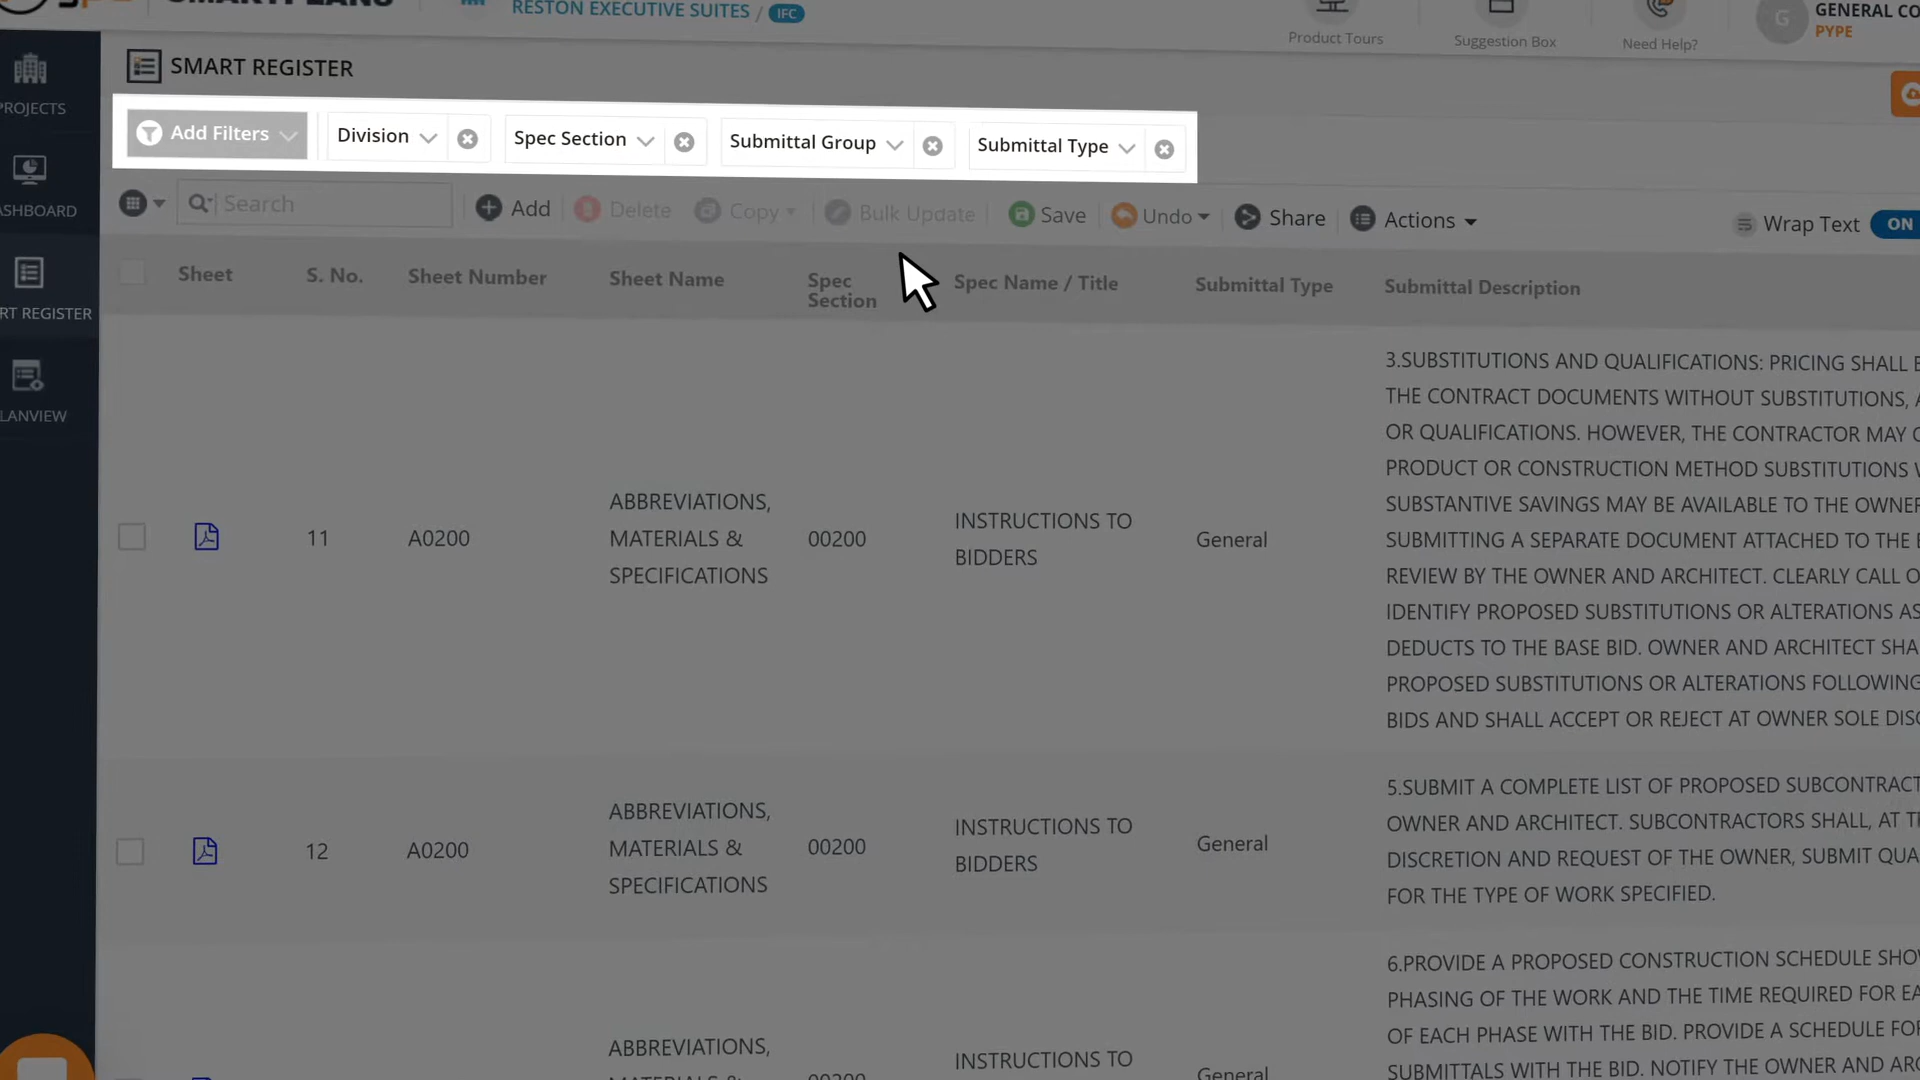 RESTON EXECUTIVE SUITES / IFC
Product Tours
Suggestion Box
Need Help?
G
GENERAL CO
PYPE
PROJECTS
SMART REGISTER
Add Filters
Division
Spec Section
Submittal Group
Submittal Type
ASHBOARD
Search
Add
Delete
Copy
Bulk Update
Save
Undo
Share
Actions
Wrap Text
ON
RT REGISTER
LANVIEW
Sheet
S. No.
Sheet Number
Sheet Name
Spec
Section
Spec Name / Title
Submittal Type
Submittal Description
11
A0200
ABBREVIATIONS,
MATERIALS &
SPECIFICATIONS
00200
INSTRUCTIONS TO
BIDDERS
General
3.SUBSTITUTIONS AND QUALIFICATIONS: PRICING SHALL B
THE CONTRACT DOCUMENTS WITHOUT SUBSTITUTIONS, A
OR QUALIFICATIONS. HOWEVER, THE CONTRACTOR MAY O
PRODUCT OR CONSTRUCTION METHOD SUBSTITUTIONS W
SUBSTANTIVE SAVINGS MAY BE AVAILABLE TO THE OWNER
SUBMITTING A SEPARATE DOCUMENT ATTACHED TO THE B
REVIEW BY THE OWNER AND ARCHITECT. CLEARLY CALL O
IDENTIFY PROPOSED SUBSTITUTIONS OR ALTERATIONS AS
DEDUCTS TO THE BASE BID. OWNER AND ARCHITECT SHA
PROPOSED SUBSTITUTIONS OR ALTERATIONS FOLLOWING
BIDS AND SHALL ACCEPT OR REJECT AT OWNER SOLE DISC
12
A0200
ABBREVIATIONS,
MATERIALS &
SPECIFICATIONS
00200
INSTRUCTIONS TO
BIDDERS
General
5.SUBMIT A COMPLETE LIST OF PROPOSED SUBCONTRACT
OWNER AND ARCHITECT. SUBCONTRACTORS SHALL, AT T
DISCRETION AND REQUEST OF THE OWNER, SUBMIT QUA
FOR THE TYPE OF WORK SPECIFIED.
ABBREVIATIONS,
INSTRUCTIONS TO
General
6.PROVIDE A PROPOSED CONSTRUCTION SCHEDULE SHO
PHASING OF THE WORK AND THE TIME REQUIRED FOR EA
OF EACH PHASE WITH THE BID. PROVIDE A SCHEDULE FO
SUBMITTALS WITH THE BID. NOTIFY THE OWNER AND ARC